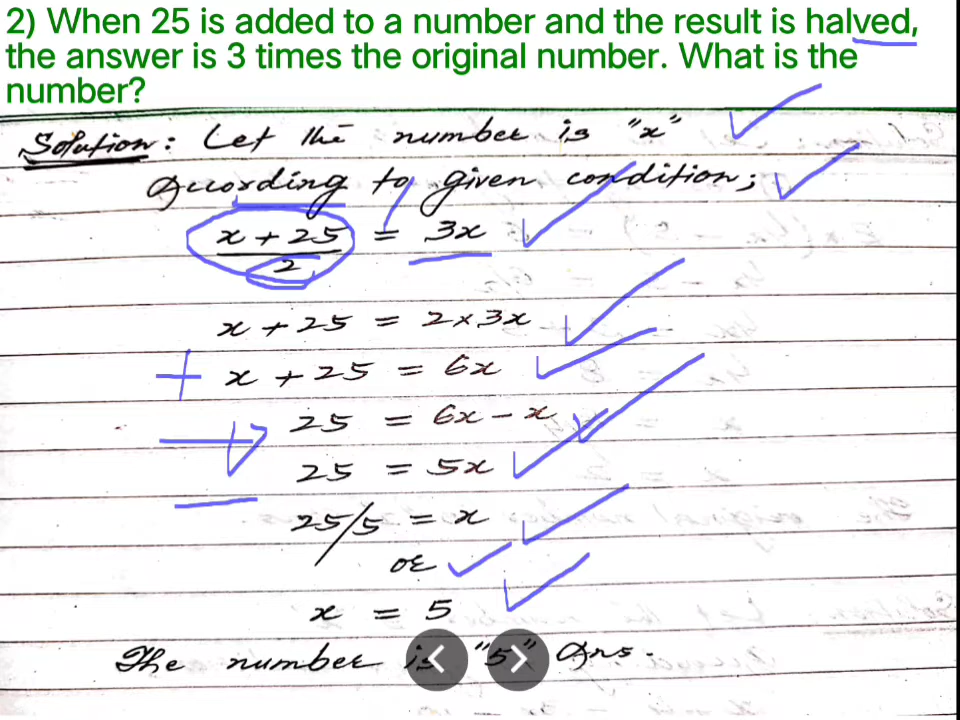 2) When 25 is added to a number and the result is halved,
the answer is 3 times the original number. What is the
number?
Solution: Let the number is "x"
According to given condition;
x + 25 = 3x
2
x + 25 = 2 × 3x
x + 25 = 6x
25 = 6x - x
25 = 5x
25/5 = x
or
x = 5
The number is "5" Ans.